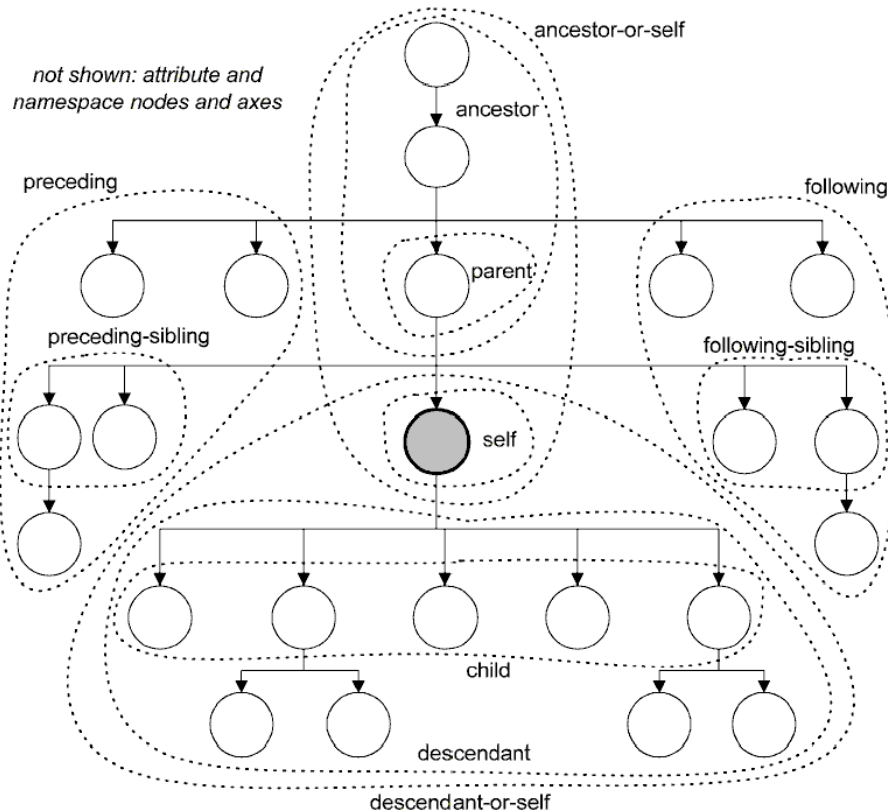 ancestor-or-self
not shown: attribute and
namespace nodes and axes
ancestor
preceding
following
parent
preceding-sibling
following-sibling
self
child
descendant
descendant-or-self